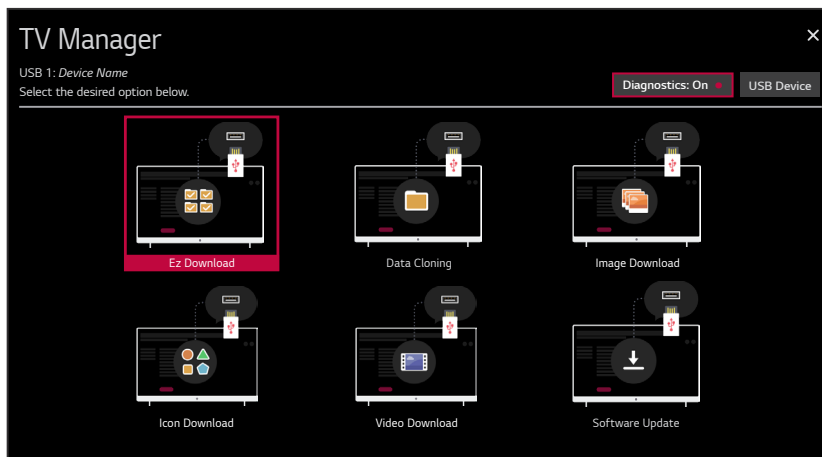 TV Manager
USB 1: Device Name
Select the desired option below.
Diagnostics: On
USB Device
Ez Download
Data Cloning
Image Download
Icon Download
Video Download
Software Update